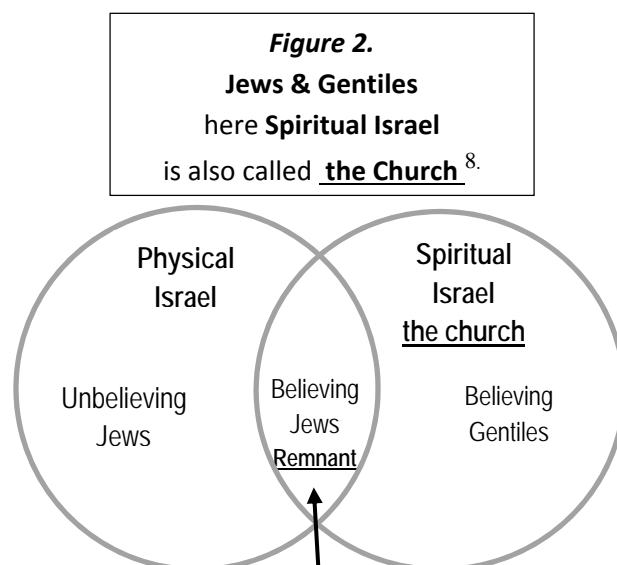 Figure 2.
Jews & Gentiles
here Spiritual Israel
is also called the Church 8.
Physical
Israel
Spiritual
Israel
the church
Unbelieving
Jews
Believing
Jews
Remnant
Believing
Gentiles